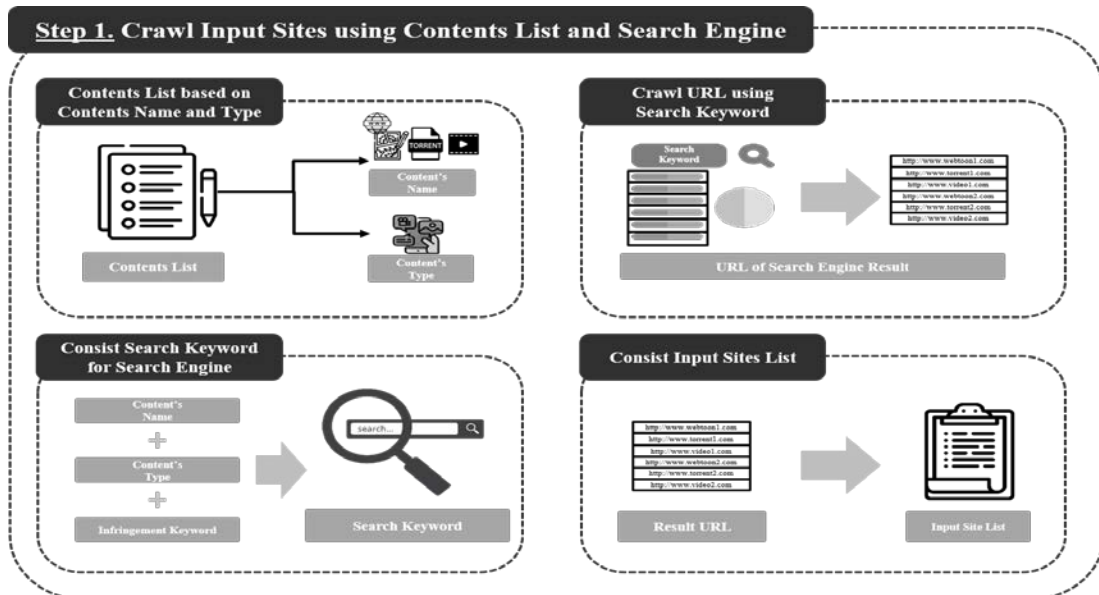 Step 1. Crawl Input Sites using Contents List and Search Engine
Contents List based on
Contents Name and Type
TORRENT
Content's
Name
Contents List
Content's
Type
Crawl URL using
Search Keyword
Search
Keyword
http://www.webtoon1.com
http://www.torrent1.com
http://www.video1.com
http://www.webtoon2.com
http://www.torrent2.com
http://www.video2.com
URL of Search Engine Result
Consist Search Keyword
for Search Engine
Content's
Name
+
Content's
Type
+
Infringement Keyword
search...
Search Keyword
Consist Input Sites List
http://www.webtoon1.com
http://www.torrent1.com
http://www.video1.com
http://www.webtoon2.com
http://www.torrent2.com
http://www.video2.com
Result URL
Input Site List